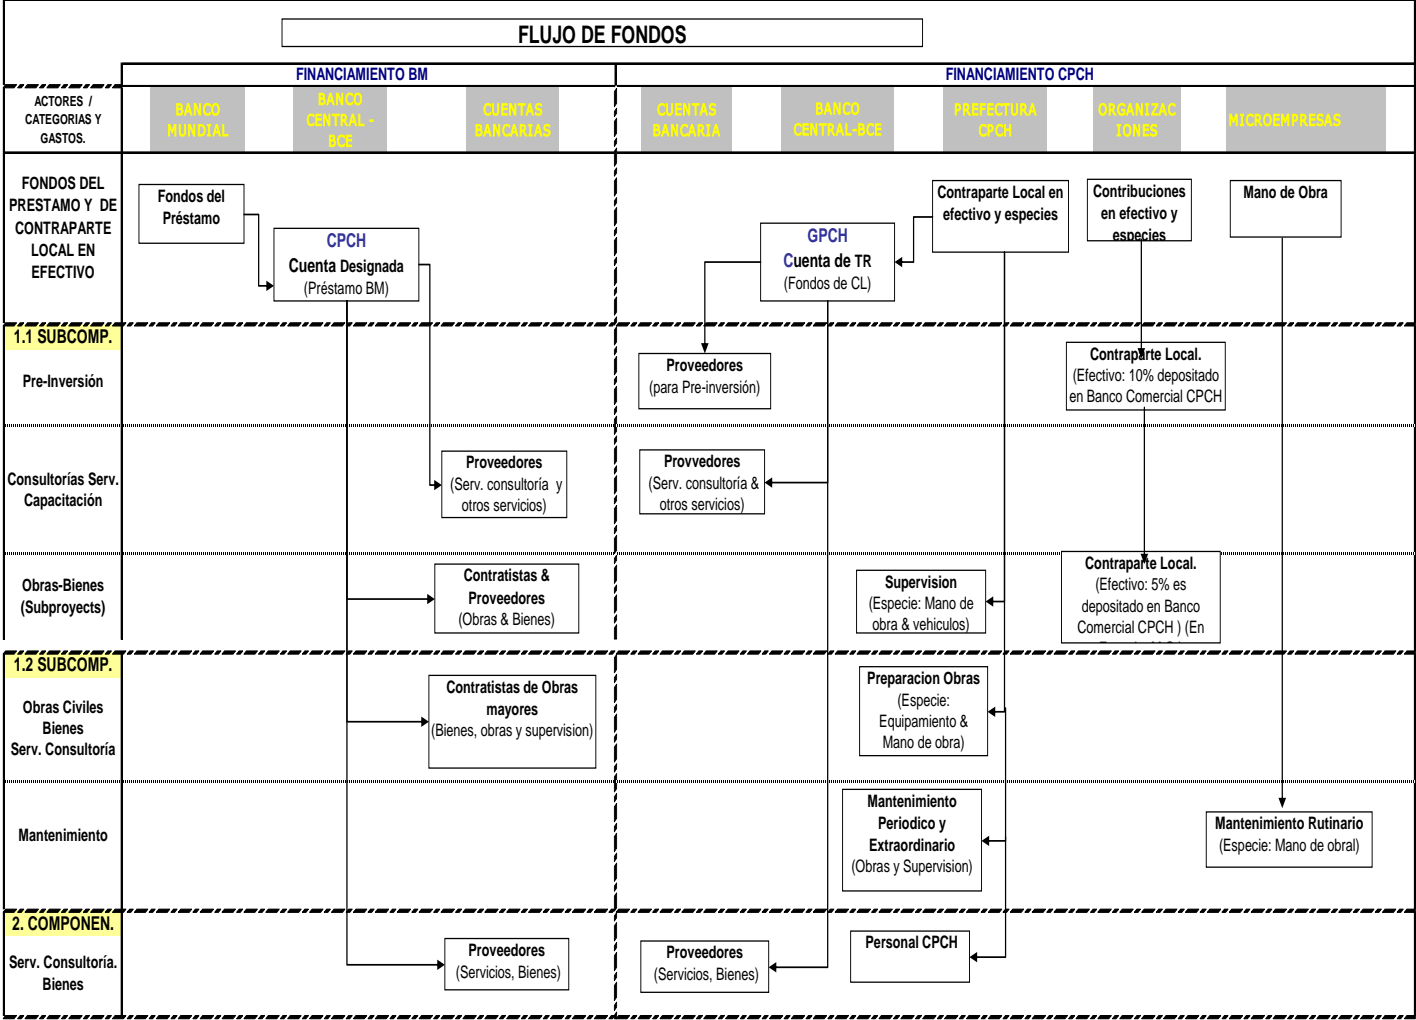 FLUJO DE FONDOS
FINANCIAMIENTO BM
FINANCIAMIENTO CPCH
ACTORES /
CATEGORIAS Y
GASTOS.
BANCO
MUNDIAL
BANCO
CENTRAL -
BCE
CUENTAS
BANCARIAS
CUENTAS
BANCARIA
BANCO
CENTRAL-BCE
PREFECTURA
CPCH
ORGANIZAC
IONES
MICROEMPRESAS
FONDOS DEL
PRESTAMO Y DE
CONTRAPARTE
LOCAL EN
EFECTIVO
Fondos del
Préstamo
CPCH
Cuenta Designada
(Préstamo BM)
GPCH
Cuenta de TR
(Fondos de CL)
Contraparte Local en
efectivo y especies
Contribuciones
en efectivo y
especies
Mano de Obra
1.1 SUBCOMP.
Pre-Inversión
Proveedores
(para Pre-inversión)
Contraparte Local.
(Efectivo: 10% depositado
en Banco Comercial CPCH
Consultorías Serv.
Capacitación
Proveedores
(Serv. consultoría y
otros servicios)
Provvedores
(Serv. consultoría &
otros servicios)
Obras-Bienes
(Subproyects)
Contratistas &
Proveedores
(Obras & Bienes)
Supervision
(Especie: Mano de
obra & vehiculos)
Contraparte Local.
(Efectivo: 5% es
depositado en Banco
Comercial CPCH ) (En
1.2 SUBCOMP.
Obras Civiles
Bienes
Serv. Consultoría
Contratistas de Obras
mayores
(Bienes, obras y supervision)
Preparacion Obras
(Especie:
Equipamiento &
Mano de obra)
Mantenimiento
Mantenimiento
Periodico y
Extraordinario
(Obras y Supervision)
Mantenimiento Rutinario
(Especie: Mano de obral)
2. COMPONEN.
Serv. Consultoría.
Bienes
Proveedores
(Servicios, Bienes)
Proveedores
(Servicios, Bienes)
Personal CPCH